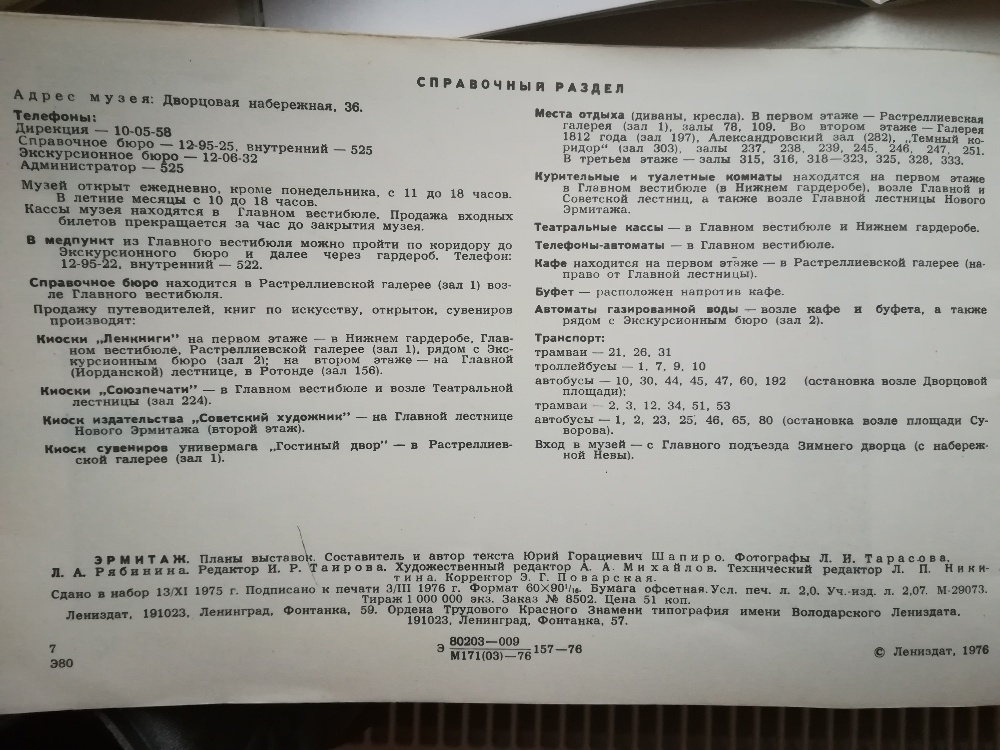 СПРАВОЧНЫЙ РАЗДЕЛ
Адрес музея: Дворцовая набережная, 36.
Телефоны:
Дирекция — 10-05-58
Справочное бюро — 12-95-25, внутренний — 525
Экскурсионное бюро — 12-06-32
Администратор — 525
Музей открыт ежедневно, кроме понедельника, с 11 до 18 часов.
В летние месяцы с 10 до 18 часов.
Кассы музея находятся в Главном вестибюле. Продажа входных
билетов прекращается за час до закрытия музея.
В медпункт из Главного вестибюля можно пройти по коридору до
Экскурсионного бюро и далее через гардероб. Телефон:
12-95-22, внутренний — 522.
Справочное бюро находится в Растреллиевской галерее (зал 1) воз-
ле Главного вестибюля.
Продажу путеводителей, книг по искусству, открыток, сувениров
производят:
Киоски „Ленкниги" на первом этаже — в Нижнем гардеробе, Глав-
ном вестибюле, Растреллиевской галерее (зал 1), рядом с Экс-
курсионным бюро (зал 2); на втором этаже — на Главной
(Иорданской) лестнице, в Ротонде (зал 156).
Киоски „Союзпечати" — в Главном вестибюле и возле Театральной
лестницы (зал 224).
Киоск издательства „Советский художник" — на Главной лестнице
Нового Эрмитажа (второй этаж).
Киоск сувениров универмага „Гостиный двор" — в Растреллиев-
ской галерее (зал 1).
Места отдыха (диваны, кресла). В первом этаже — Растреллиевская
галерея (зал 1), залы 78, 109. Во втором этаже — Галерея
1812 года (зал 197), Александровский зал (282), „Темный ко-
ридор" (зал 303), залы 237, 238, 239, 245, 246, 247, 251.
В третьем этаже — залы 315, 316, 318—323, 325, 328, 333.
Курительные и туалетные комнаты находятся на первом этаже
в Главном вестибюле (в Нижнем гардеробе), возле Главной и
Советской лестниц, а также возле Главной лестницы Нового
Эрмитажа.
Театральные кассы — в Главном вестибюле и Нижнем гардеробе.
Телефоны-автоматы — в Главном вестибюле.
Кафе находится на первом этаже — в Растреллиевской галерее (на-
право от Главной лестницы).
Буфет — расположен напротив кафе.
Автоматы газированной воды — возле кафе и буфета, а также
рядом с Экскурсионным бюро (зал 2).
Транспорт:
трамваи — 21, 26, 31
троллейбусы — 1, 7, 9, 10
автобусы — 10, 30, 44, 45, 47, 60, 192 (остановка возле Дворцовой
площади);
трамваи — 2, 3, 12, 34, 51, 53
автобусы — 1, 2, 23, 25, 46, 65, 80 (остановка возле площади Су-
ворова).
Вход в музей — с Главного подъезда Зимнего дворца (с набереж-
ной Невы).
ЭРМИТАЖ. Планы выставок. Составитель и автор текста Юрий Горациевич Шапиро. Фотографы Л. И. Тарасова,
Л. А. Рябинина. Редактор И. Р. Таирова. Художественный редактор А. А. Михайлов. Технический редактор Л. П. Ники-
тина. Корректор Э. Г. Поварская.
Сдано в набор 13/XI 1975 г. Подписано к печати 3/III 1976 г. Формат 60×90 1/16. Бумага офсетная. Усл. печ. л. 2,0. Уч.-изд. л. 2,07. М-29073.
Тираж 1 000 000 экз. Заказ № 8502. Цена 51 коп.
Лениздат, 191023, Ленинград, Фонтанка, 59. Ордена Трудового Красного Знамени типография имени Володарского Лениздата.
191023, Ленинград, Фонтанка, 57.
7
Э80
Э 80203—009
М171(03)—76 157—76
© Лениздат, 1976